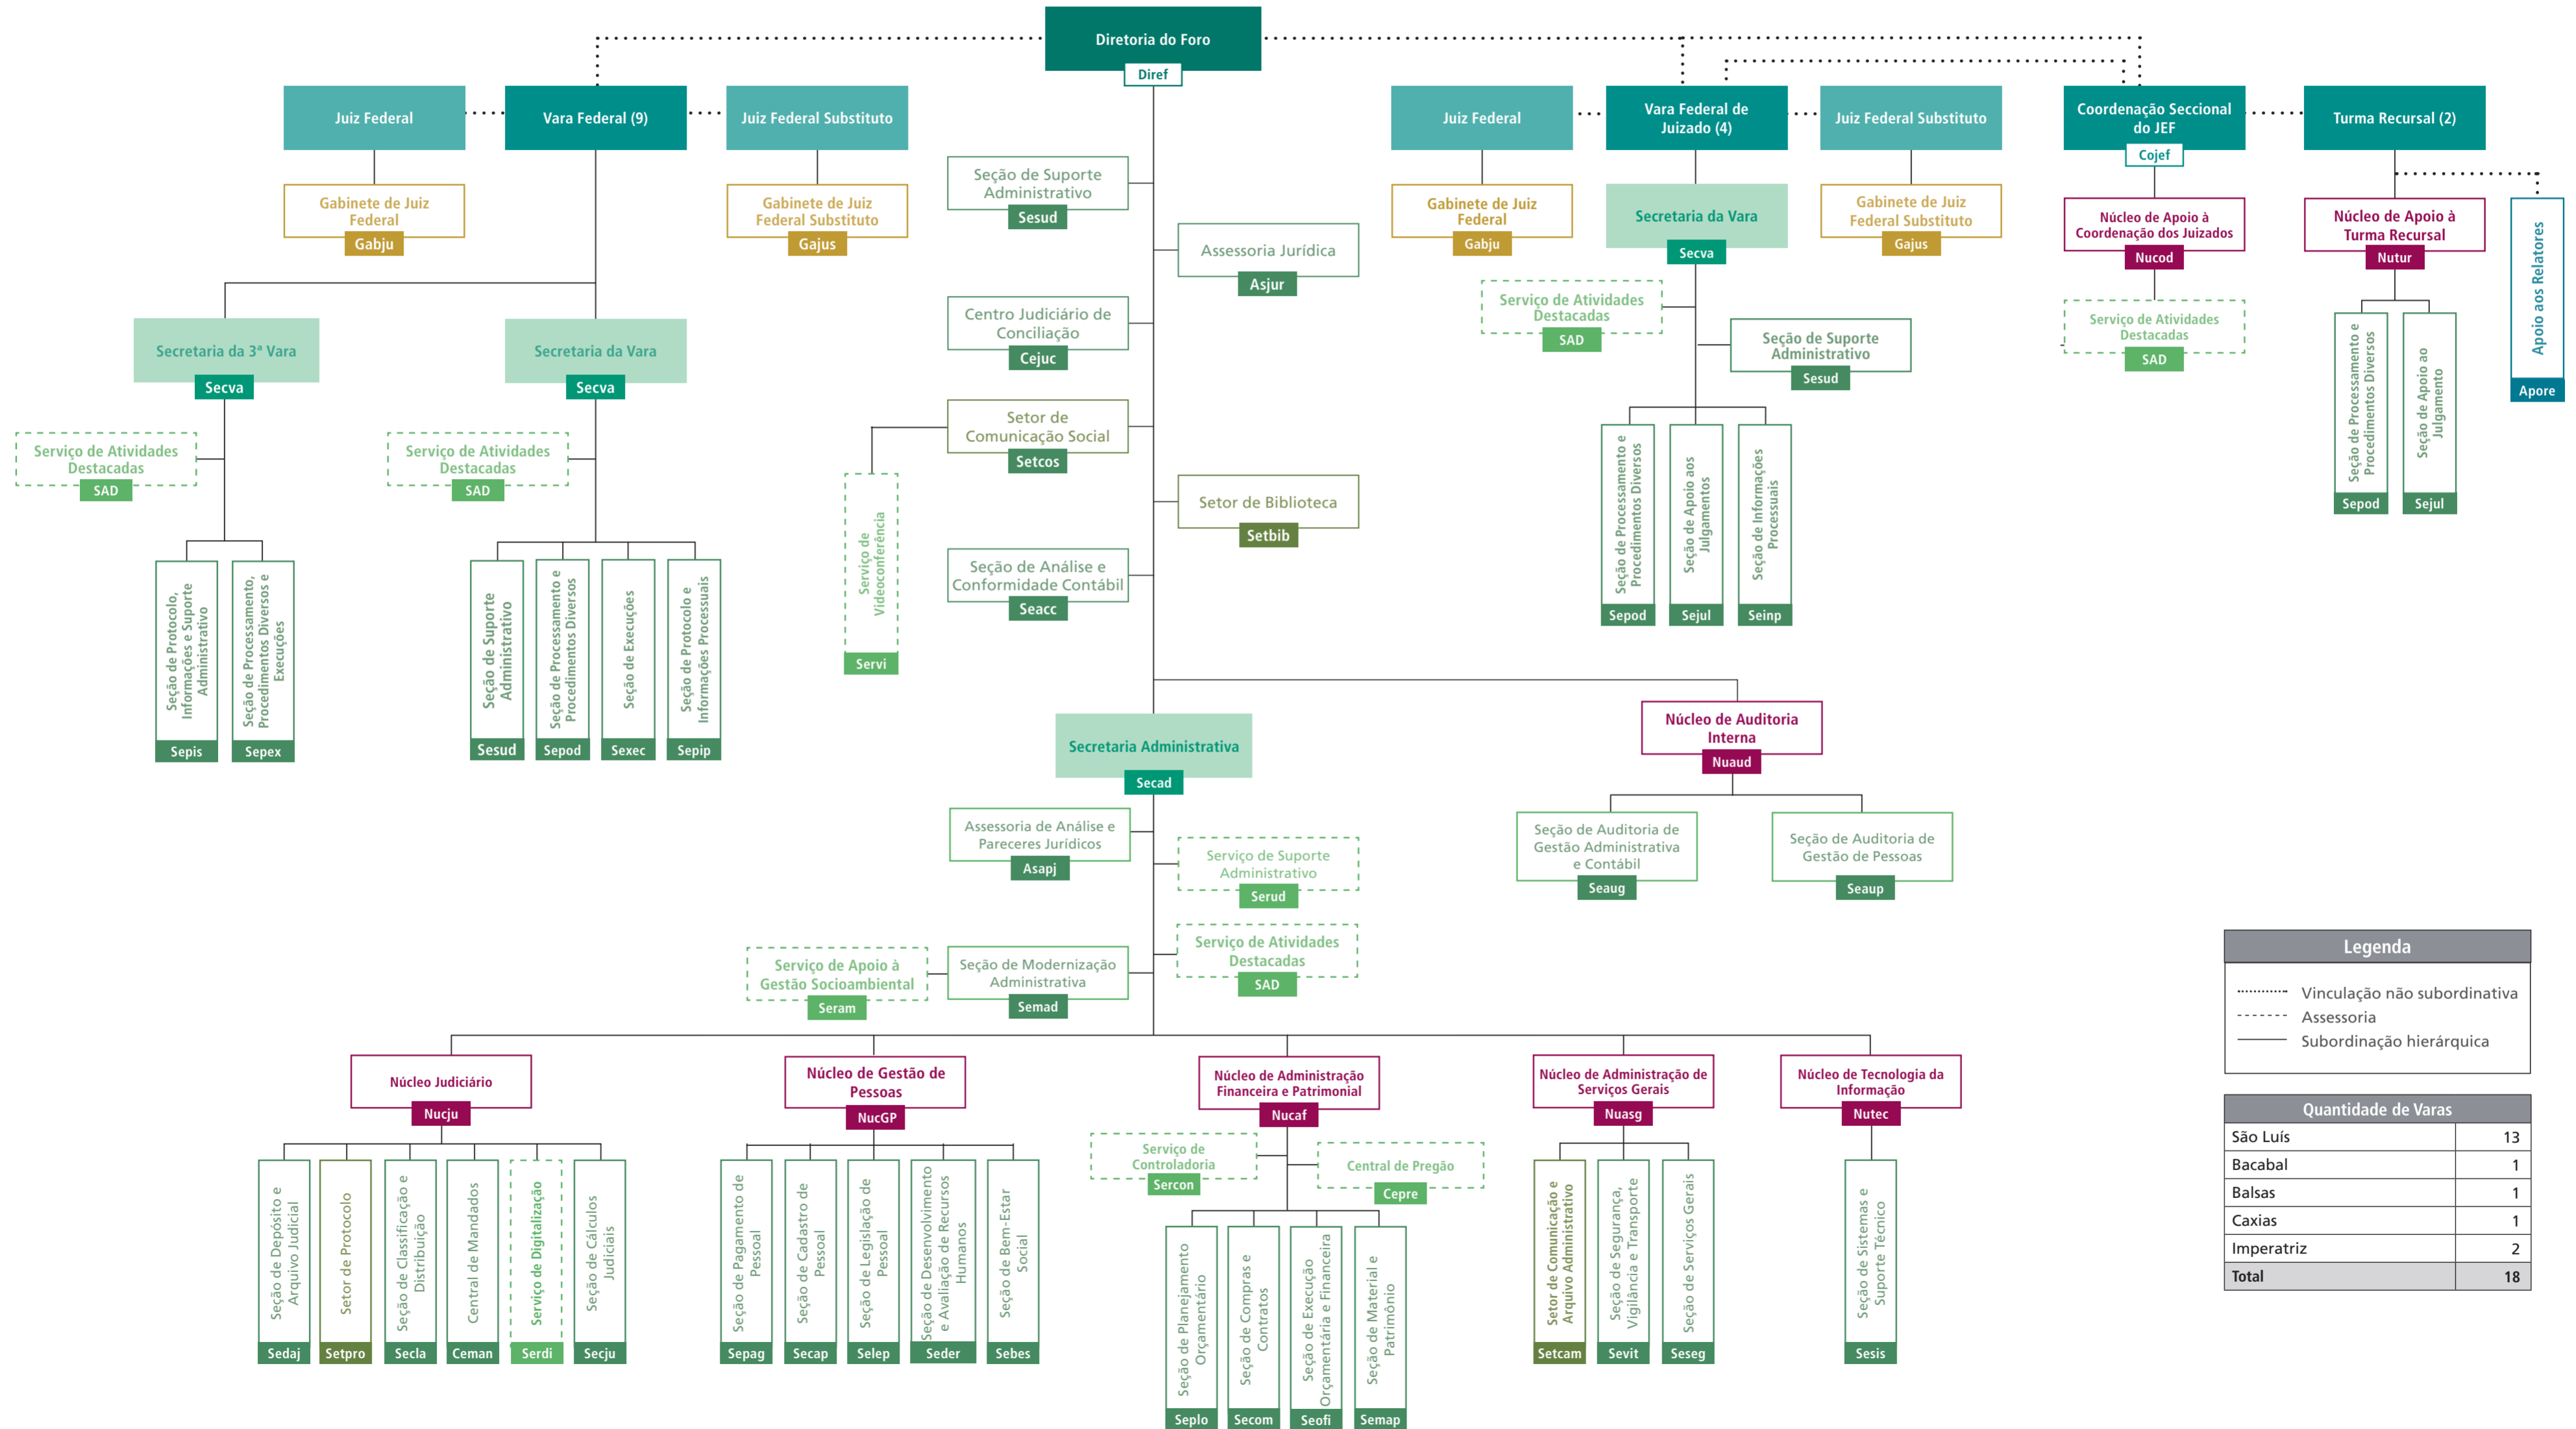 Diretoria do Foro
Diref
Juiz Federal
Vara Federal (9)
Juiz Federal Substituto
Gabinete de Juiz
Federal
Gabju
Gabinete de Juiz
Federal Substituto
Gajus
Secretaria da 3ª Vara
Secva
Serviço de Atividades
Destacadas
SAD
Seção de Protocolo,
Informações e Suporte
Administrativo
Sepis
Seção de Processamento,
Procedimentos Diversos e
Execuções
Sepex
Secretaria da Vara
Secva
Serviço de Atividades
Destacadas
SAD
Seção de Suporte
Administrativo
Sesud
Seção de Processamento e
Procedimentos Diversos
Sepod
Seção de Execuções
Sexec
Seção de Protocolo e
Informações Processuais
Sepip
Seção de Suporte
Administrativo
Sesud
Assessoria Jurídica
Asjur
Centro Judiciário de
Conciliação
Cejuc
Setor de
Comunicação Social
Setcos
Serviço de
Videoconferência
Servi
Setor de Biblioteca
Setbib
Seção de Análise e
Conformidade Contábil
Seacc
Juiz Federal
Vara Federal de
Juizado (4)
Juiz Federal Substituto
Gabinete de Juiz
Federal
Gabju
Secretaria da Vara
Secva
Gabinete de Juiz
Federal Substituto
Gajus
Serviço de Atividades
Destacadas
SAD
Seção de Suporte
Administrativo
Sesud
Seção de Processamento e
Procedimentos Diversos
Sepod
Seção de Apoio aos
Julgamentos
Sejul
Seção de Informações
Processuais
Seinp
Coordenação Seccional
do JEF
Cojef
Núcleo de Apoio à
Coordenação dos Juizados
Nucod
Serviço de Atividades
Destacadas
SAD
Turma Recursal (2)
Núcleo de Apoio à
Turma Recursal
Nutur
Seção de Processamento e
Procedimentos Diversos
Sepod
Seção de Apoio ao
Julgamento
Sejul
Apoio aos Relatores
Apore
Secretaria Administrativa
Secad
Núcleo de Auditoria
Interna
Nuaud
Seção de Auditoria de
Gestão Administrativa
e Contábil
Seaug
Seção de Auditoria de
Gestão de Pessoas
Seaup
Assessoria de Análise e
Pareceres Jurídicos
Asapj
Serviço de Suporte
Administrativo
Serud
Serviço de Apoio à
Gestão Socioambiental
Seram
Seção de Modernização
Administrativa
Semad
Serviço de Atividades
Destacadas
SAD
Núcleo Judiciário
Nucju
Seção de Depósito e
Arquivo Judicial
Sedaj
Setor de Protocolo
Setpro
Seção de Classificação e
Distribuição
Secla
Central de Mandados
Ceman
Serviço de Digitalização
Serdi
Seção de Cálculos
Judiciais
Secju
Núcleo de Gestão de
Pessoas
NucGP
Seção de Pagamento de
Pessoal
Sepag
Seção de Cadastro de
Pessoal
Secap
Seção de Legislação de
Pessoal
Selep
Seção de Desenvolvimento
e Avaliação de Recursos
Humanos
Seder
Seção de Bem-Estar
Social
Sebes
Núcleo de Administração
Financeira e Patrimonial
Nucaf
Serviço de
Controladoria
Sercon
Central de Pregão
Cepre
Seção de Planejamento
Orçamentário
Seplo
Seção de Compras e
Contratos
Secom
Seção de Execução
Orçamentária e Financeira
Seofi
Seção de Material e
Patrimônio
Semap
Núcleo de Administração de
Serviços Gerais
Nuasg
Setor de Comunicação e
Arquivo Administrativo
Setcam
Seção de Segurança,
Vigilância e Transporte
Sevit
Seção de Serviços Gerais
Seseg
Núcleo de Tecnologia da
Informação
Nutec
Seção de Sistemas e
Suporte Técnico
Sesis
Legenda
Vinculação não subordinativa
Assessoria
Subordinação hierárquica
Quantidade de Varas
São Luís 13
Bacabal 1
Balsas 1
Caxias 1
Imperatriz 2
Total 18